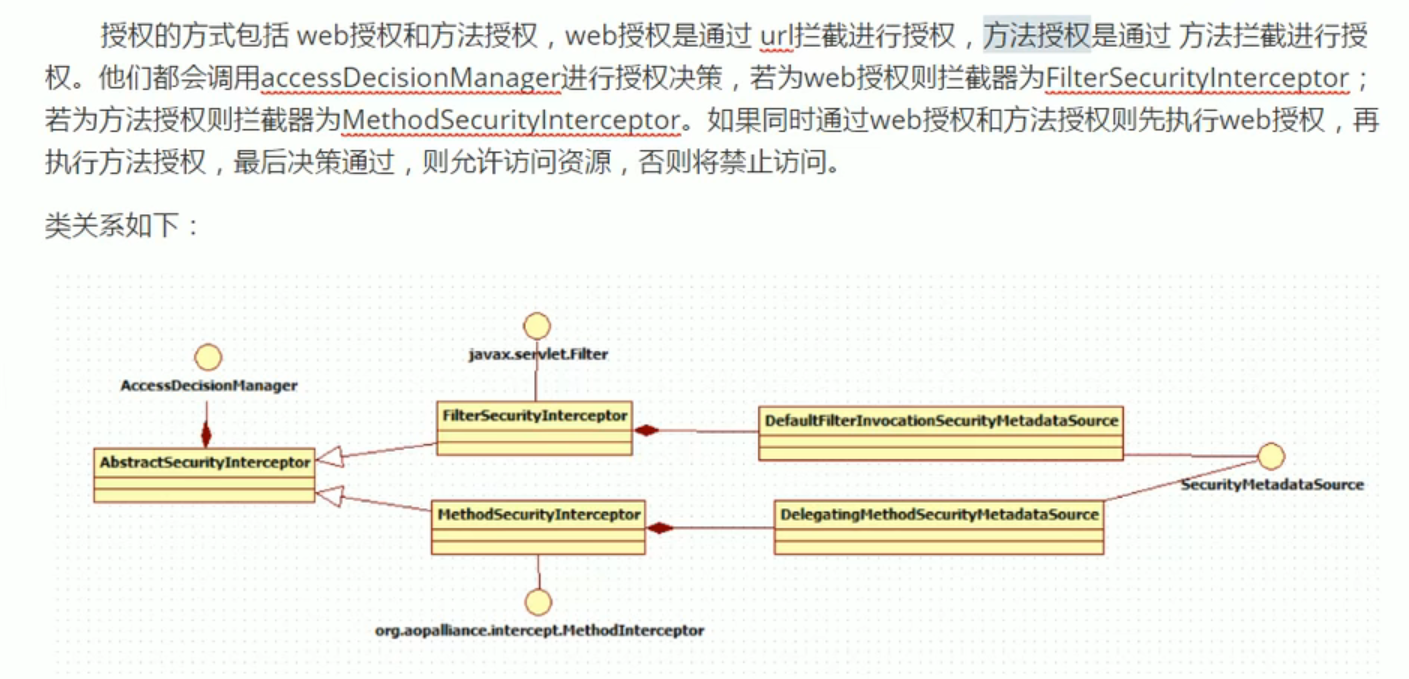 授权的方式包括 web授权和方法授权，web授权是通过 url拦截进行授权，方法授权是通过 方法拦截进行授
权。他们都会调用accessDecisionManager进行授权决策，若为web授权则拦截器为FilterSecurityInterceptor；
若为方法授权则拦截器为MethodSecurityInterceptor。如果同时通过web授权和方法授权则先执行web授权，再
执行方法授权，最后决策通过，则允许访问资源，否则将禁止访问。
类关系如下：
javax.servlet.Filter
AccessDecisionManager
FilterSecurityInterceptor
DefaultFilterInvocationSecurityMetadataSource
AbstractSecurityInterceptor
SecurityMetadataSource
MethodSecurityInterceptor
DelegatingMethodSecurityMetadataSource
org.aopalliance.intercept.MethodInterceptor